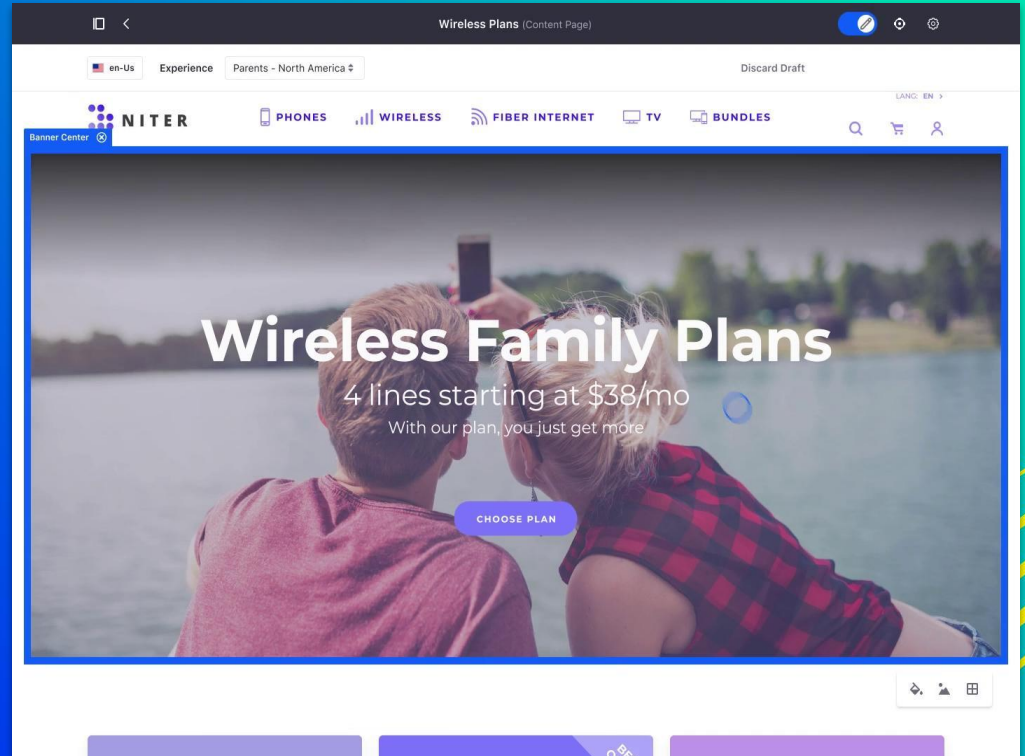 Wireless Plans (Content Page)
en-Us Experience Parents - North America Discard Draft
LANG: EN >
NITER PHONES WIRELESS FIBER INTERNET TV BUNDLES
Banner Center
Wireless Family Plans
4 lines starting at $38/mo
With our plan, you just get more
CHOOSE PLAN